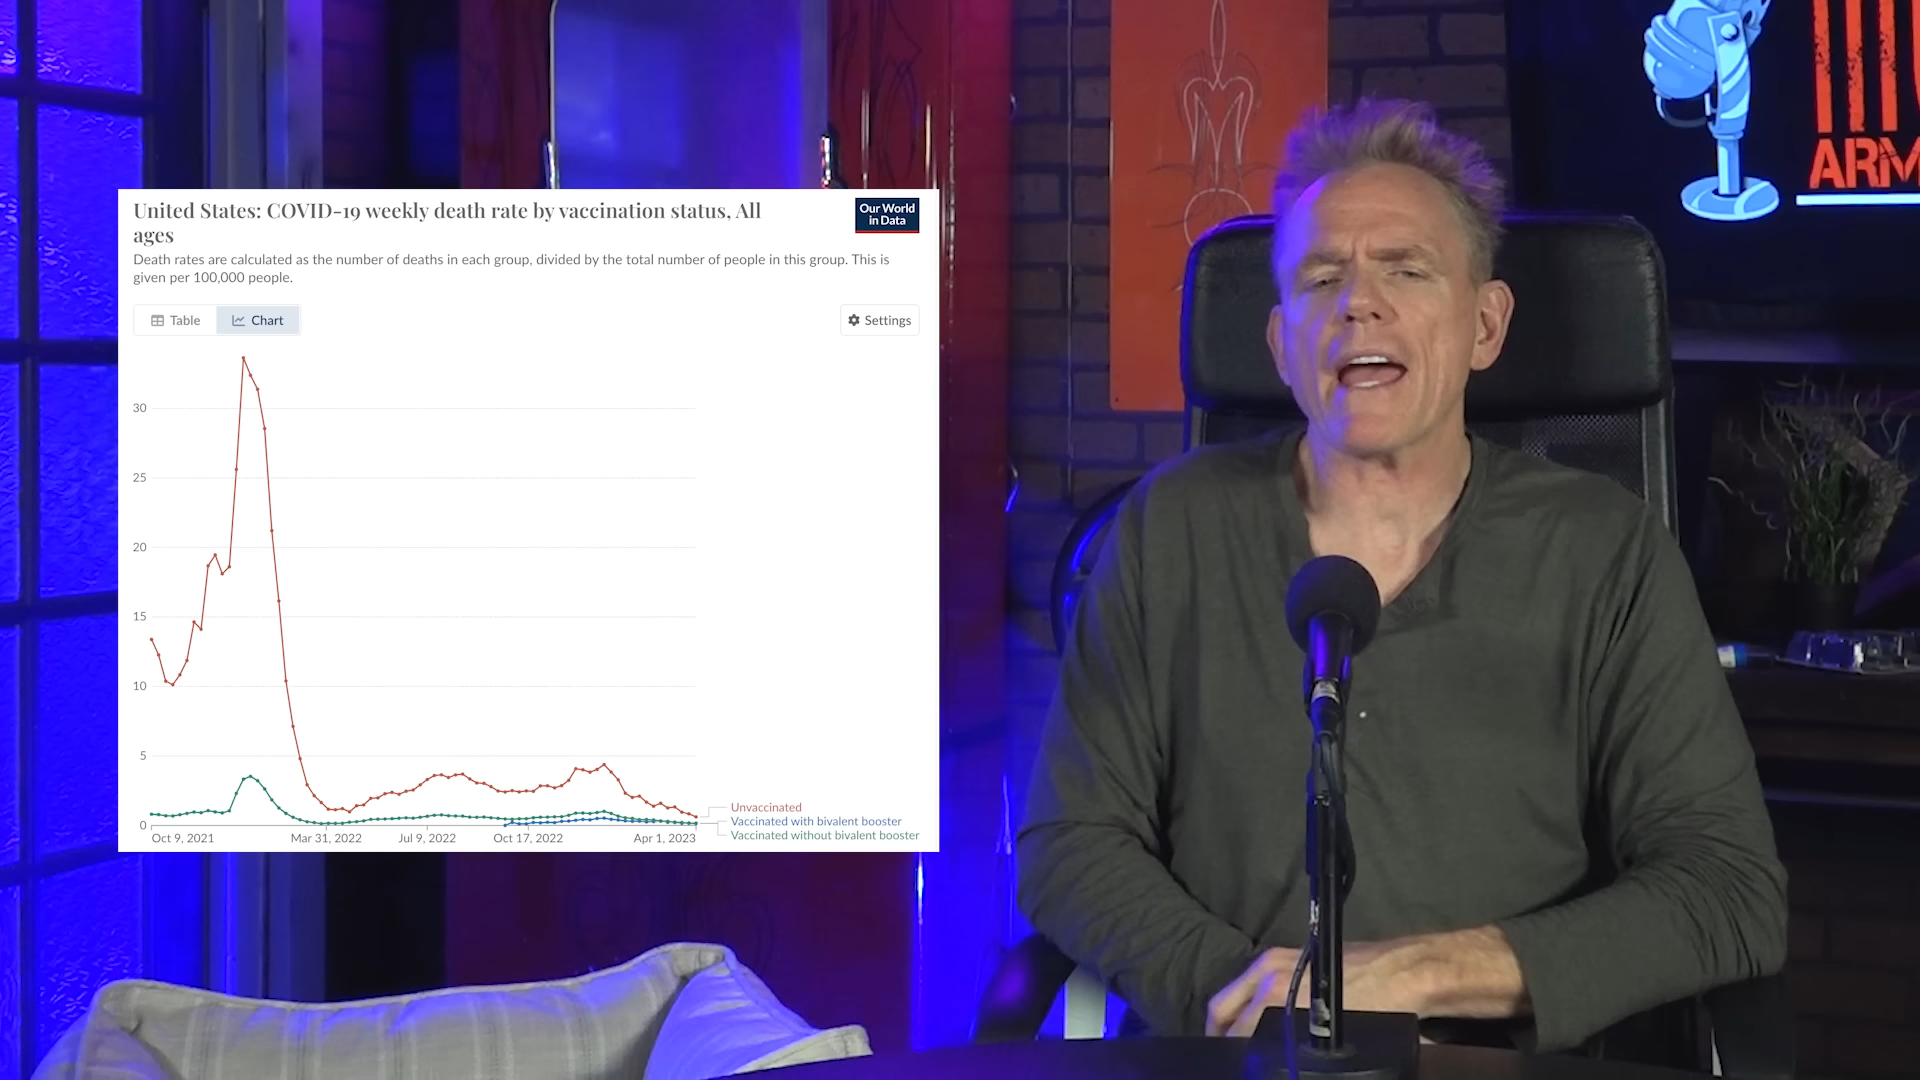 United States: COVID-19 weekly death rate by vaccination status, All
ages
Our World
in Data
Death rates are calculated as the number of deaths in each group, divided by the total number of people in this group. This is
given per 100,000 people.
Table
Chart
Settings
30
25
20
15
10
5
0
Unvaccinated
Vaccinated with bivalent booster
Vaccinated without bivalent booster
Oct 9, 2021
Mar 31, 2022
Jul 9, 2022
Oct 17, 2022
Apr 1, 2023